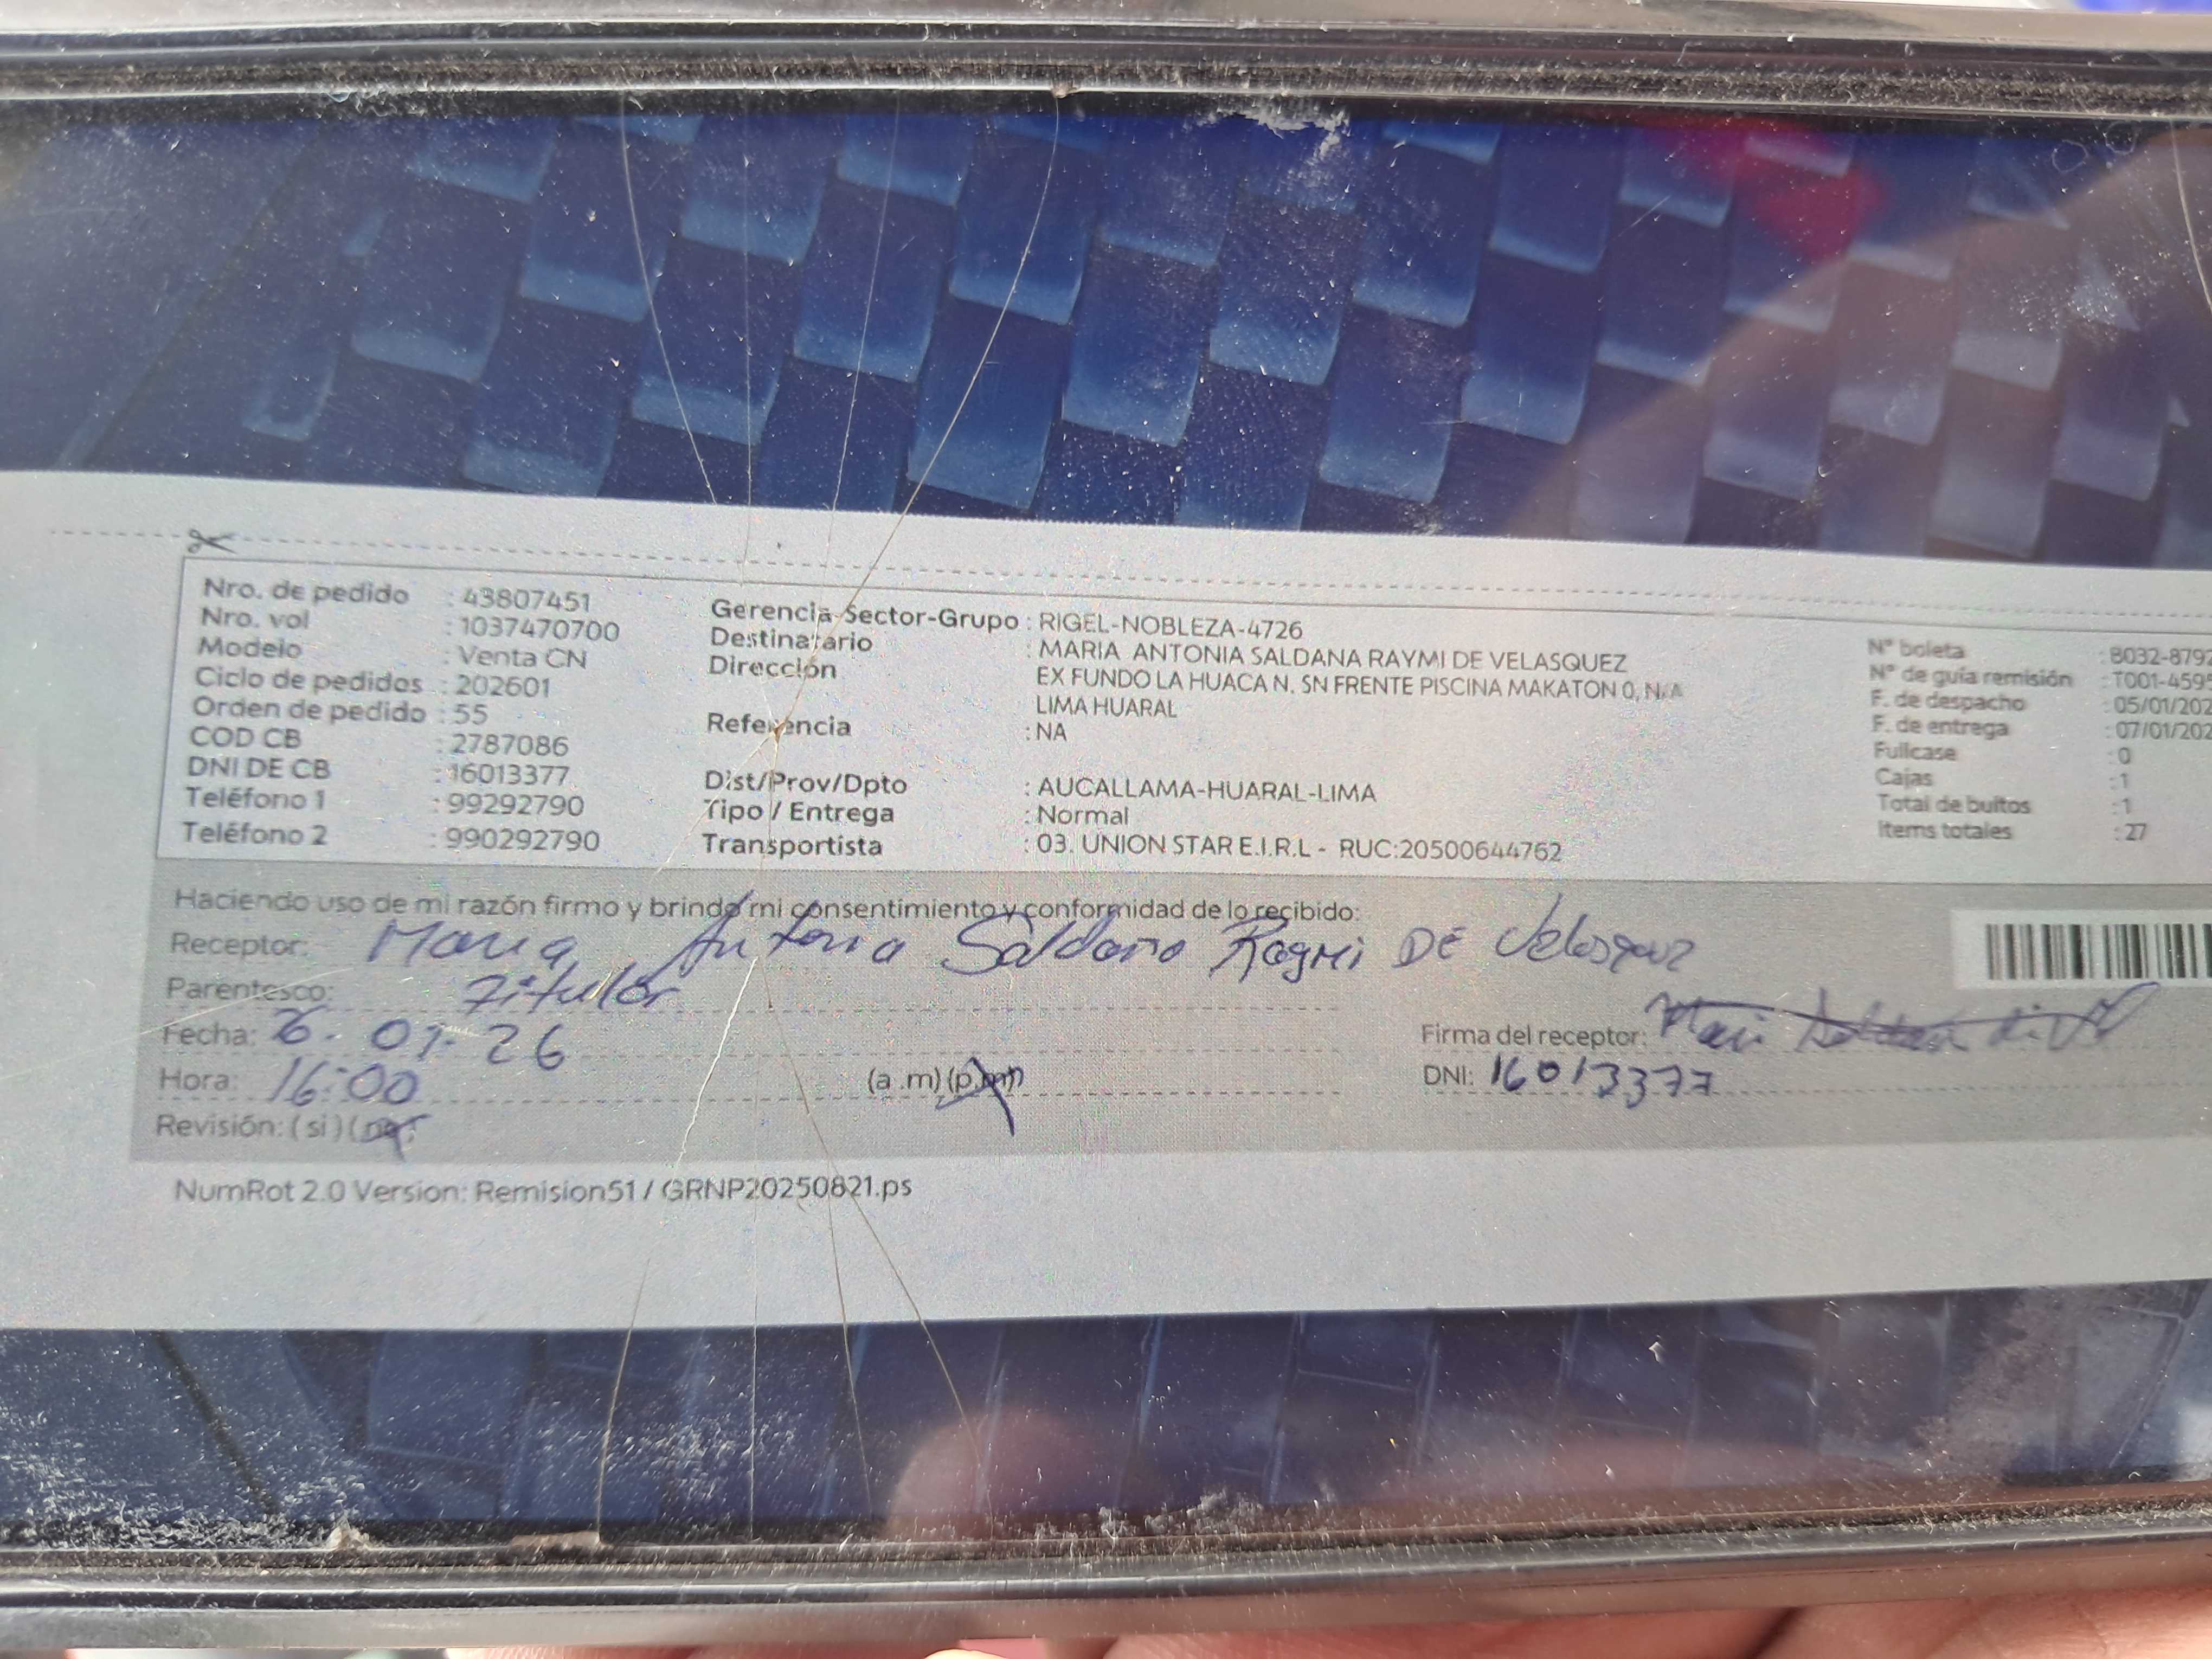 Nro. de pedido : 43807451
Nro. vol : 1037470700
Modelo : Venta CN
Ciclo de pedidos : 202601
Orden de pedido : 55
COD CB : 2787086
DNI DE CB : 16013377
Teléfono 1 : 99292790
Teléfono 2 : 990292790
Gerencia-Sector-Grupo : RIGEL-NOBLEZA-4726
Destinatario : MARIA ANTONIA SALDANA RAYMI DE VELASQUEZ
Dirección EX FUNDO LA HUACA N. SN FRENTE PISCINA MAKATON 0, N/A
LIMA HUARAL
Referencia : NA
Dist/Prov/Dpto : AUCALLAMA-HUARAL-LIMA
Tipo / Entrega : Normal
Transportista : 03. UNION STAR E.I.R.L - RUC:20500644762
N° boleta : B032-8792
N° de guía remisión : T001-4595
F. de despacho : 05/01/202
F. de entrega : 07/01/202
Fullcase : 0
Cajas : 1
Total de bultos : 1
Items totales : 27
Haciendo uso de mi razón firmo y brindo mi consentimiento y conformidad de lo recibido:
Receptor: Maria Antonia Saldaña Raymi DE Velasquez
Parentesco: Titular
Fecha: 6. 01. 26
Hora: 16:00 (a .m) (p.m)
Revisión: ( si ) ( no )
Firma del receptor:
DNI: 16013377
NumRot 2.0 Version: Remision51 / GRNP20250821.ps